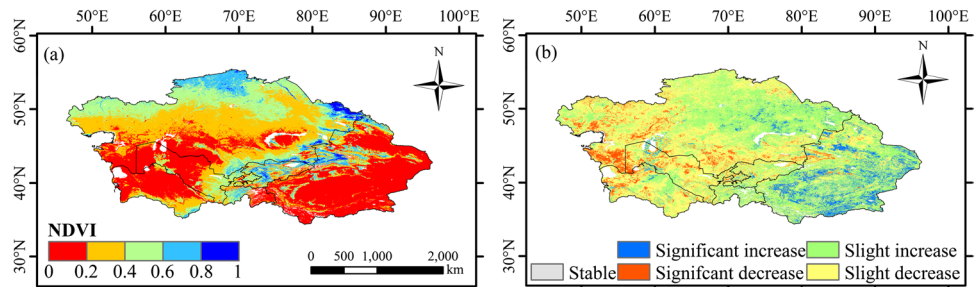 50°E 60°E 70°E 80°E 90°E 100°E
60°N
50°N
40°N
30°N
(a)
N
NDVI
0 0.2 0.4 0.6 0.8 1
0 500 1,000 2,000
km
50°E 60°E 70°E 80°E 90°E 100°E
60°N
50°N
40°N
30°N
(b)
N
Significant increase Slight increase
Stable Signifcant decrease Slight decrease